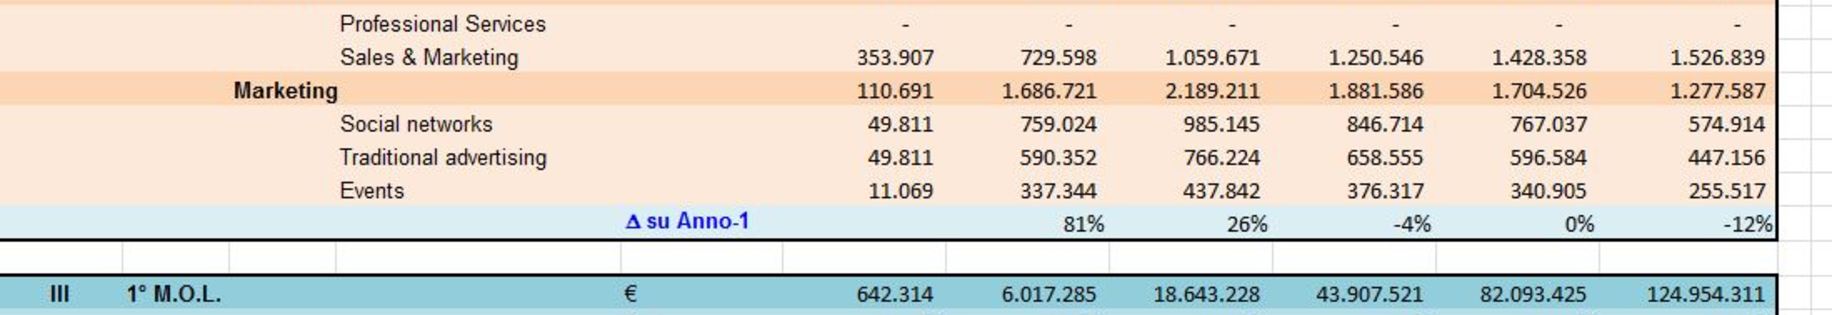 Professional Services - - - - - -
Sales & Marketing 353.907 729.598 1.059.671 1.250.546 1.428.358 1.526.839
Marketing 110.691 1.686.721 2.189.211 1.881.586 1.704.526 1.277.587
Social networks 49.811 759.024 985.145 846.714 767.037 574.914
Traditional advertising 49.811 590.352 766.224 658.555 596.584 447.156
Events 11.069 337.344 437.842 376.317 340.905 255.517
Δ su Anno-1 81% 26% -4% 0% -12%
III 1° M.O.L. € 642.314 6.017.285 18.643.228 43.907.521 82.093.425 124.954.311